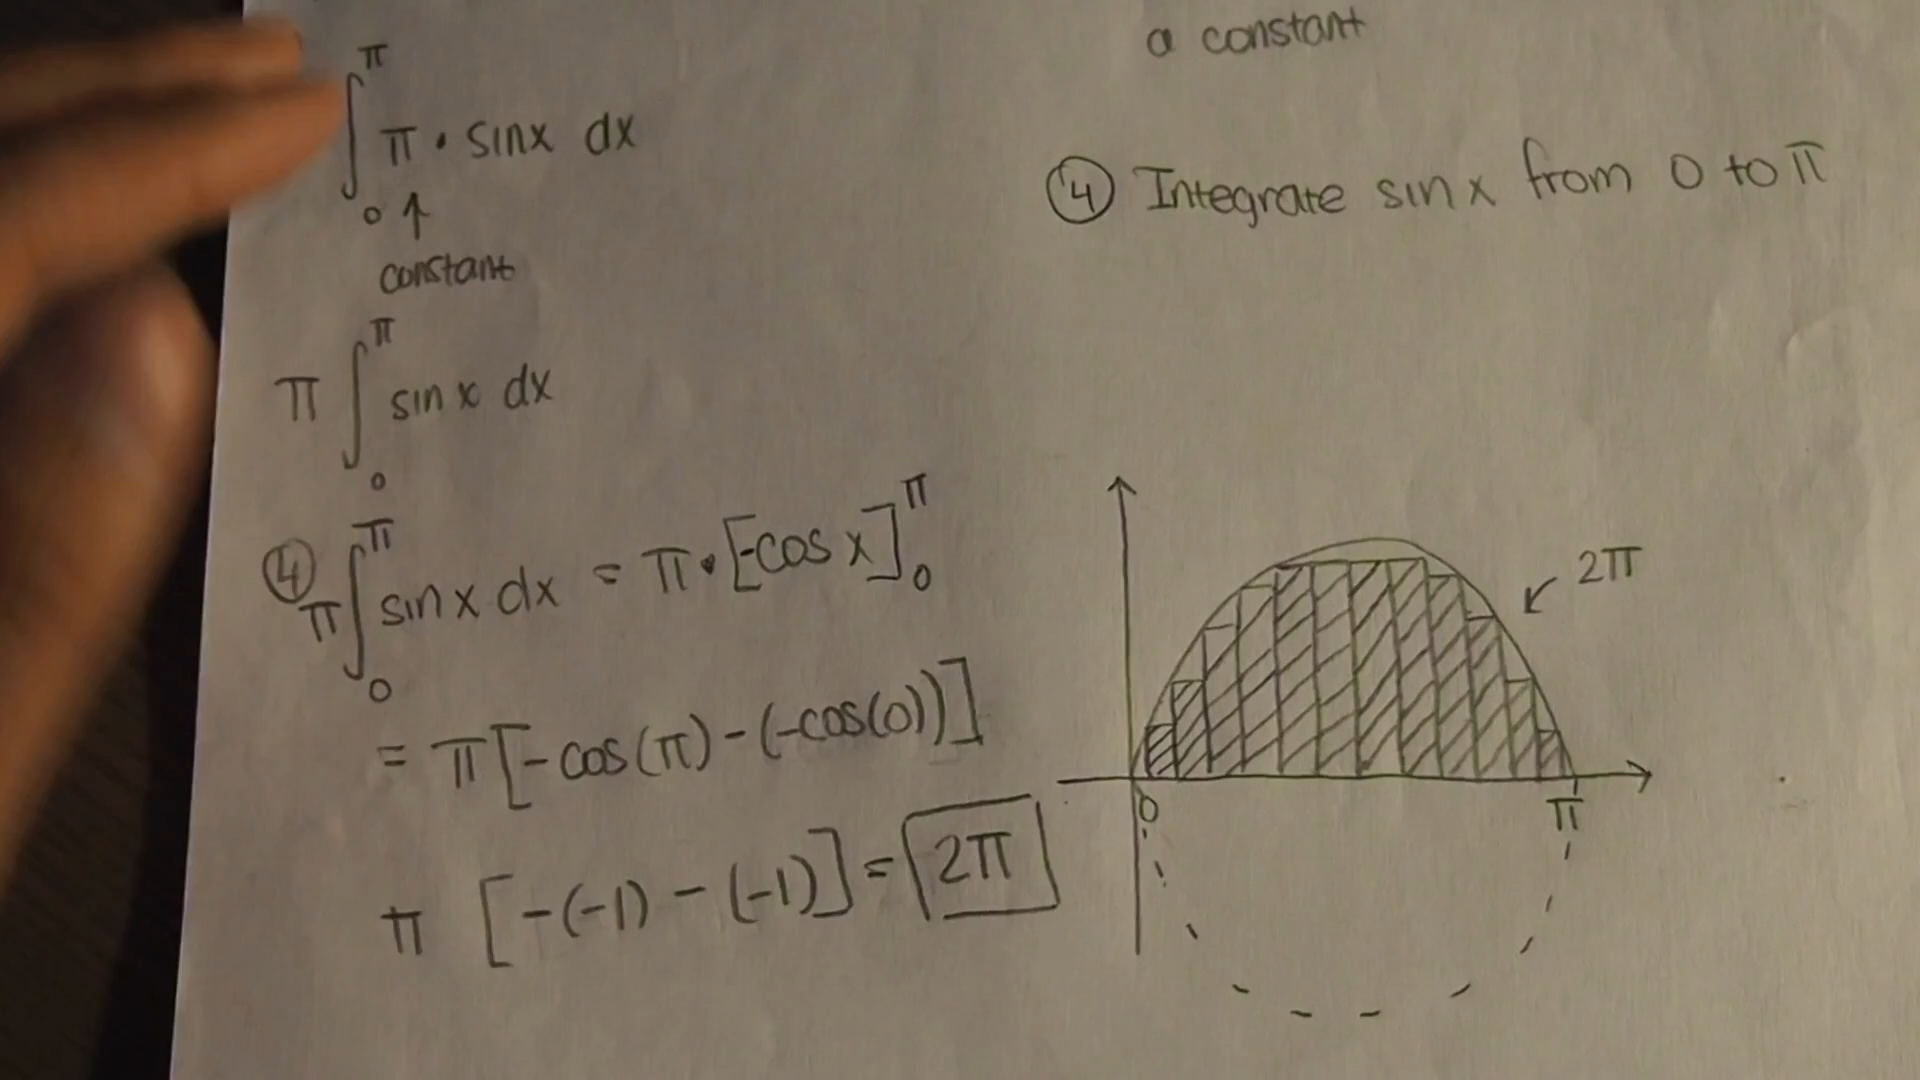 a constant
∫₀^π π · sinx dx
↑
constant
④ Integrate sin x from 0 to π
π ∫₀^π sin x dx
④ π ∫₀^π sin x dx = π · [-cos x]₀^π
= π [-cos(π) - (-cos(0))]
π [-(-1) - (-1)] = 2π
2π
0 π